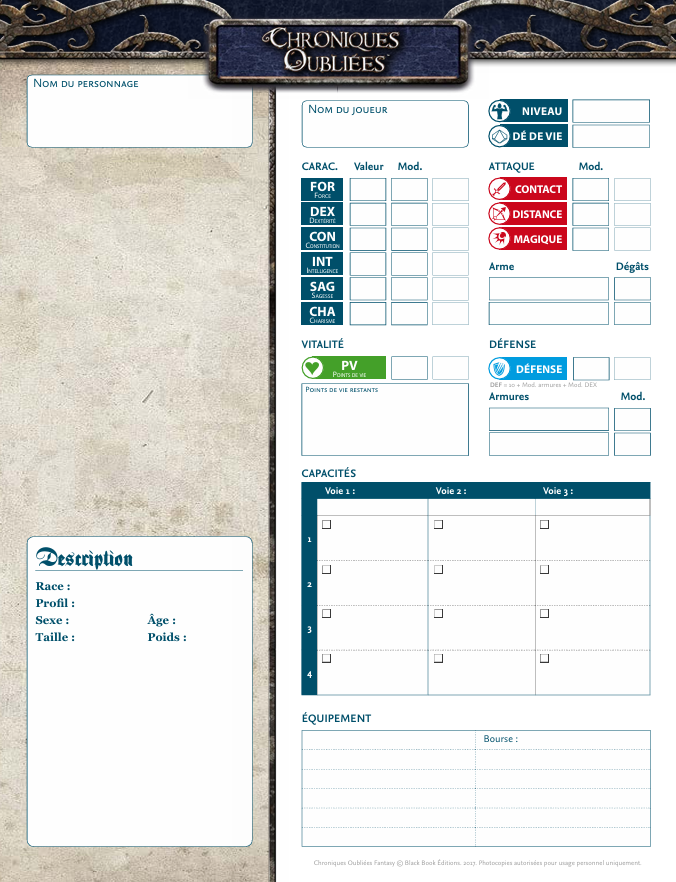 CHRONIQUES
OUBLIÉES
NOM DU PERSONNAGE
Description
Race :
Profil :
Sexe : Âge :
Taille : Poids :
NOM DU JOUEUR
NIVEAU
DÉ DE VIE
CARAC. Valeur Mod.
FOR
FORCE
DEX
DEXTÉRITÉ
CON
CONSTITUTION
INT
INTELLIGENCE
SAG
SAGESSE
CHA
CHARISME
ATTAQUE Mod.
CONTACT
DISTANCE
MAGIQUE
Arme Dégâts
VITALITÉ
PV
POINTS DE VIE
POINTS DE VIE RESTANTS
DÉFENSE
DÉFENSE
DEF = 10 + Mod. armures + Mod. DEX
Armures Mod.
CAPACITÉS
Voie 1 : Voie 2 : Voie 3 :
1
2
3
4
ÉQUIPEMENT
Bourse :
Chroniques Oubliées Fantasy © Black Book Éditions. 2017. Photocopies autorisées pour usage personnel uniquement.